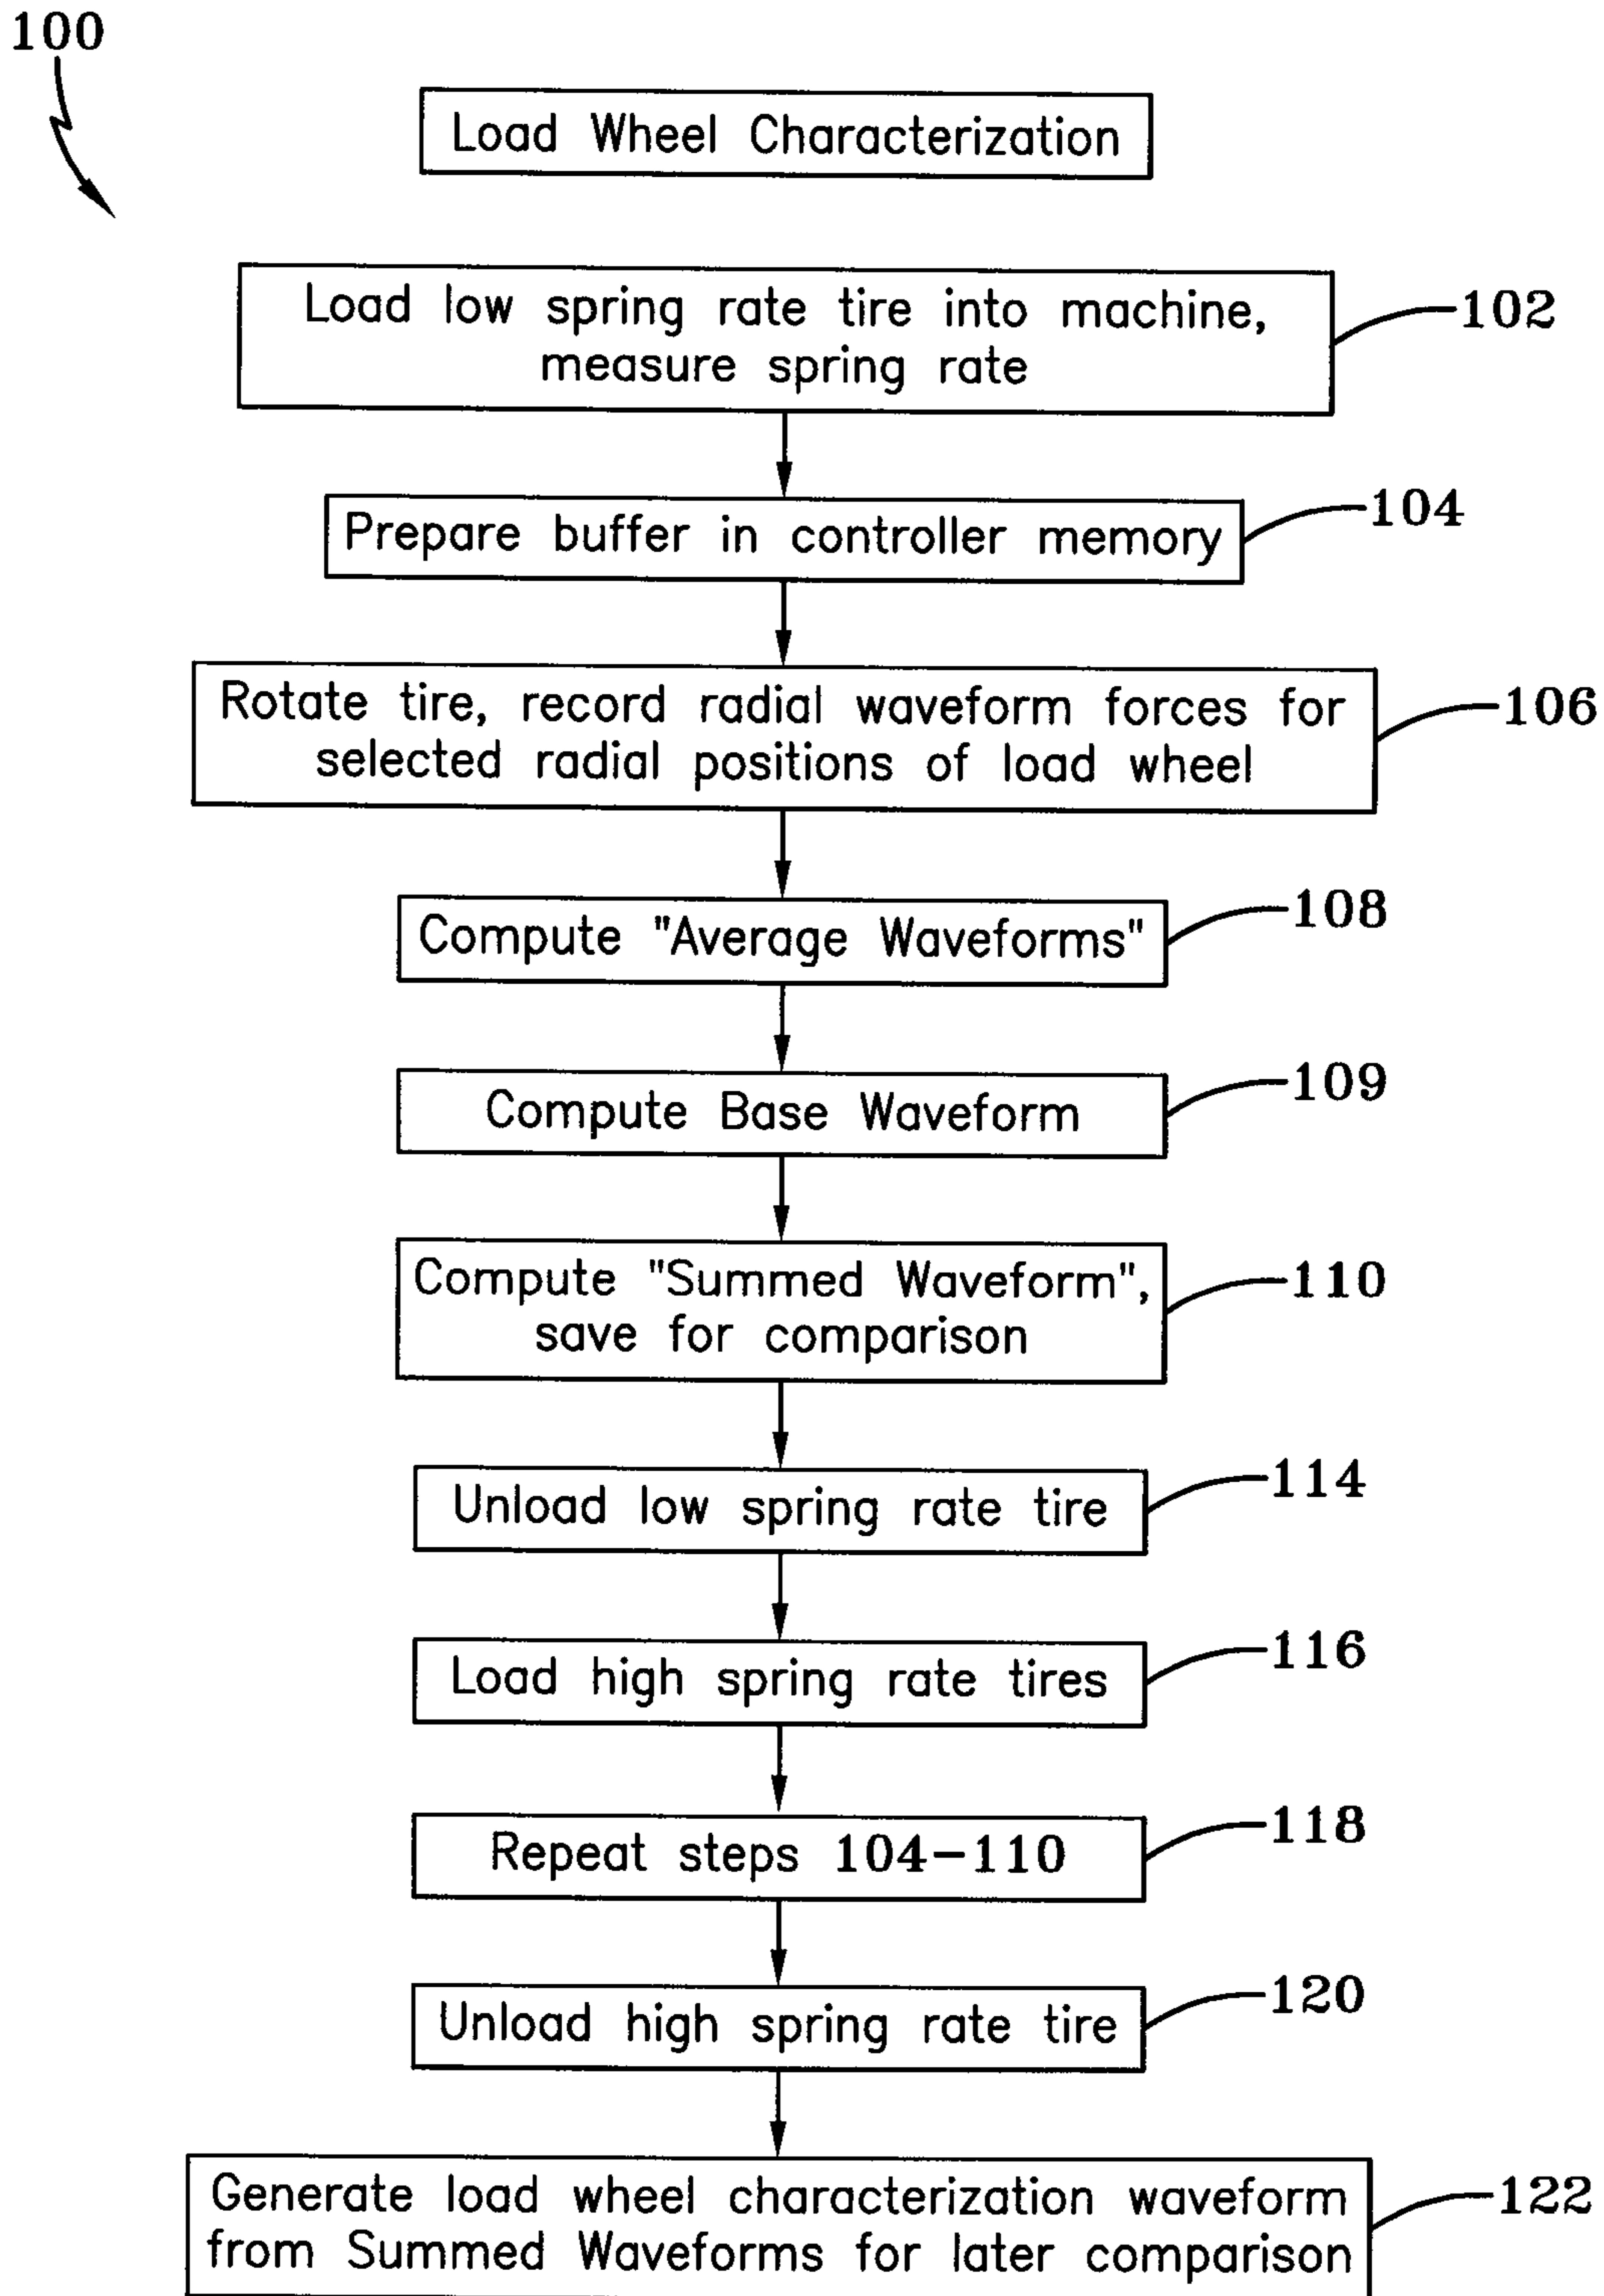 100
Load Wheel Characterization
Load low spring rate tire into machine,
measure spring rate
102
Prepare buffer in controller memory
104
Rotate tire, record radial waveform forces for
selected radial positions of load wheel
106
Compute "Average Waveforms"
108
Compute Base Waveform
109
Compute "Summed Waveform",
save for comparison
110
Unload low spring rate tire
114
Load high spring rate tires
116
Repeat steps 104-110
118
Unload high spring rate tire
120
Generate load wheel characterization waveform
from Summed Waveforms for later comparison
122